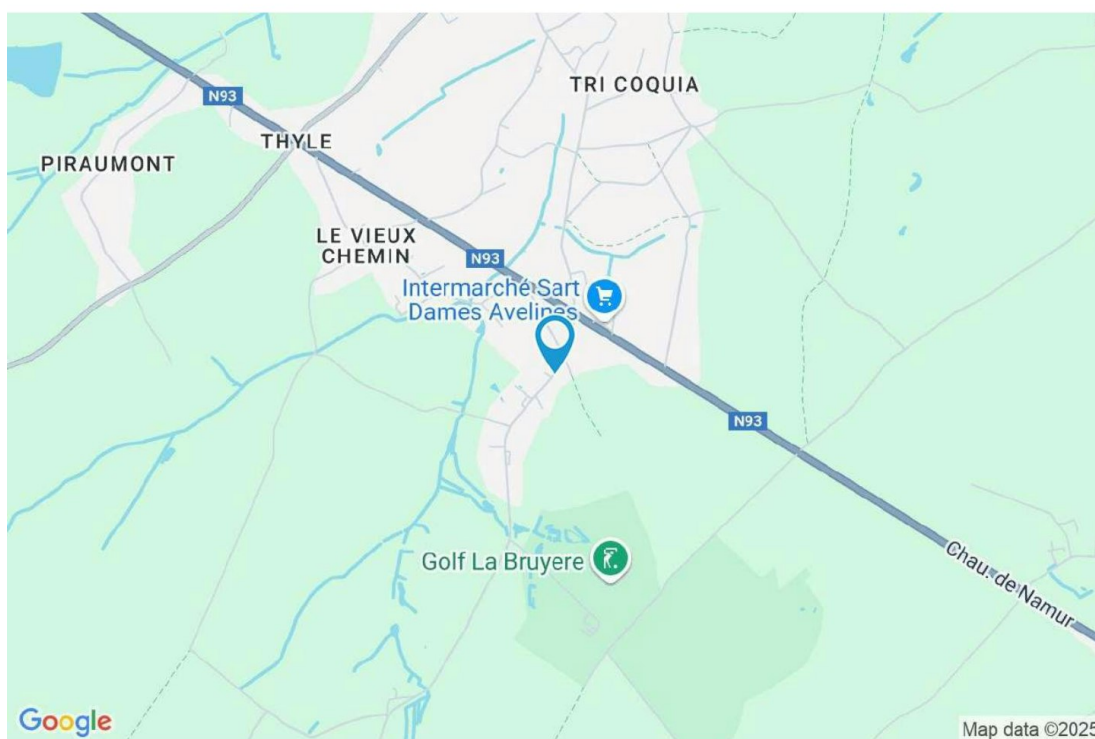 TRI COQUIA
N93
THYLE
PIRAUMONT
LE VIEUX
CHEMIN
N93
Intermarché Sart
Dames Avelines
N93
Golf La Bruyere
Chau. de Namur
Google
Map data ©2025